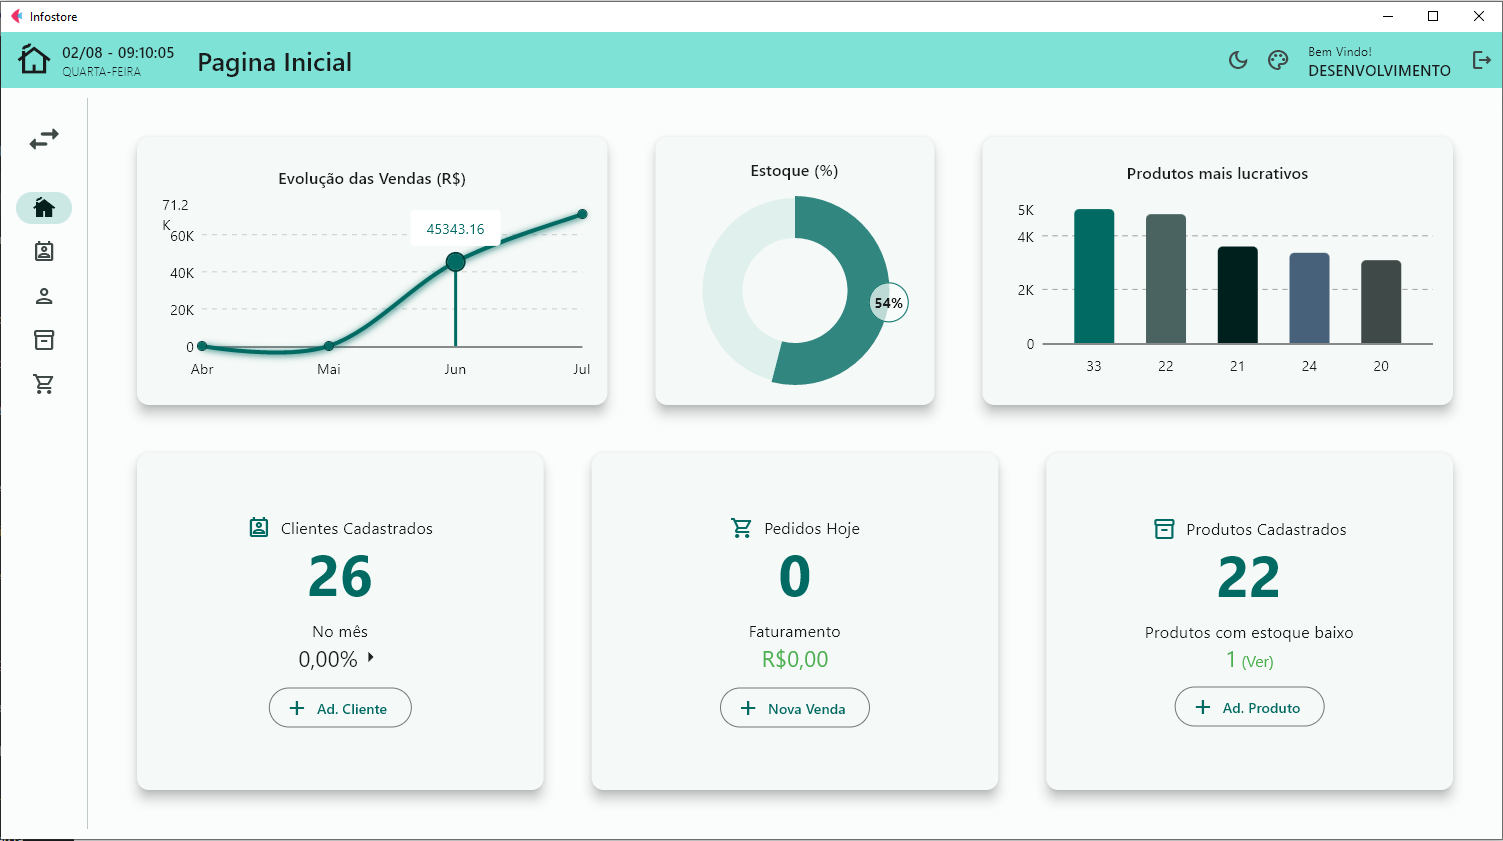 Infostore
02/08 - 09:10:05
QUARTA-FEIRA
Pagina Inicial
Bem Vindo!
DESENVOLVIMENTO
Evolução das Vendas (R$)
71.2
K
60K
40K
20K
0
45343.16
Abr Mai Jun Jul
Estoque (%)
54%
Produtos mais lucrativos
5K
4K
2K
0
33 22 21 24 20
Clientes Cadastrados
26
No mês
0,00%
Ad. Cliente
Pedidos Hoje
0
Faturamento
R$0,00
Nova Venda
Produtos Cadastrados
22
Produtos com estoque baixo
1 (Ver)
Ad. Produto